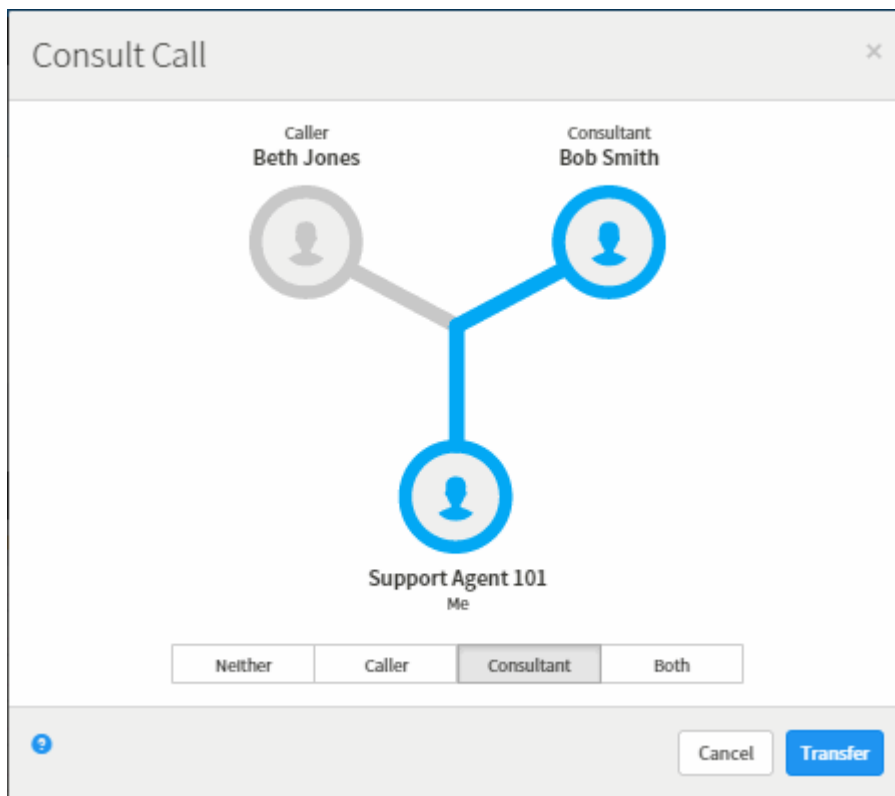 Consult Call
Caller
Beth Jones
Consultant
Bob Smith
Support Agent 101
Me
Neither
Caller
Consultant
Both
?
Cancel
Transfer